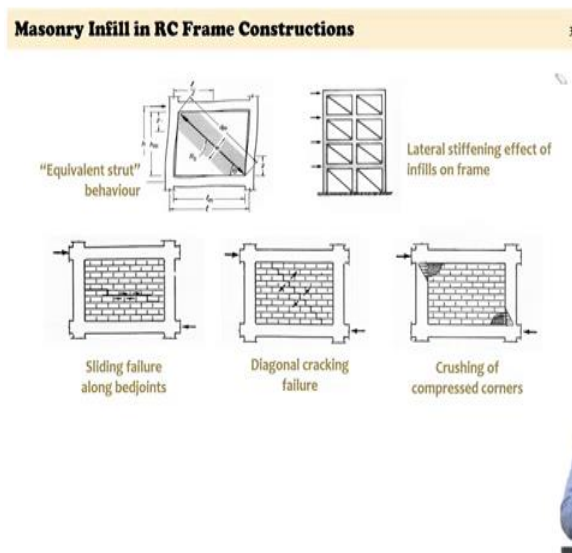 Masonry Infill in RC Frame Constructions
"Equivalent strut"
behaviour
Lateral stiffening effect of
infills on frame
Sliding failure
along bedjoints
Diagonal cracking
failure
Crushing of
compressed corners